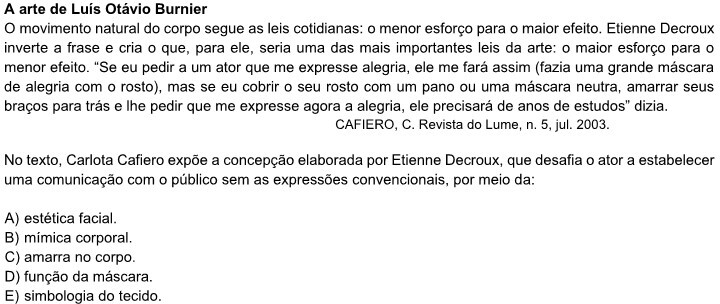 A arte de Luís Otávio Burnier
O movimento natural do corpo segue as leis cotidianas: o menor esforço para o maior efeito. Etienne Decroux
inverte a frase e cria o que, para ele, seria uma das mais importantes leis da arte: o maior esforço para o
menor efeito. “Se eu pedir a um ator que me expresse alegria, ele me fará assim (fazia uma grande máscara
de alegria com o rosto), mas se eu cobrir o seu rosto com um pano ou uma máscara neutra, amarrar seus
braços para trás e lhe pedir que me expresse agora a alegria, ele precisará de anos de estudos” dizia.
CAFIERO, C. Revista do Lume, n. 5, jul. 2003.
No texto, Carlota Cafiero expõe a concepção elaborada por Etienne Decroux, que desafia o ator a estabelecer
uma comunicação com o público sem as expressões convencionais, por meio da:
A) estética facial.
B) mímica corporal.
C) amarra no corpo.
D) função da máscara.
E) simbologia do tecido.